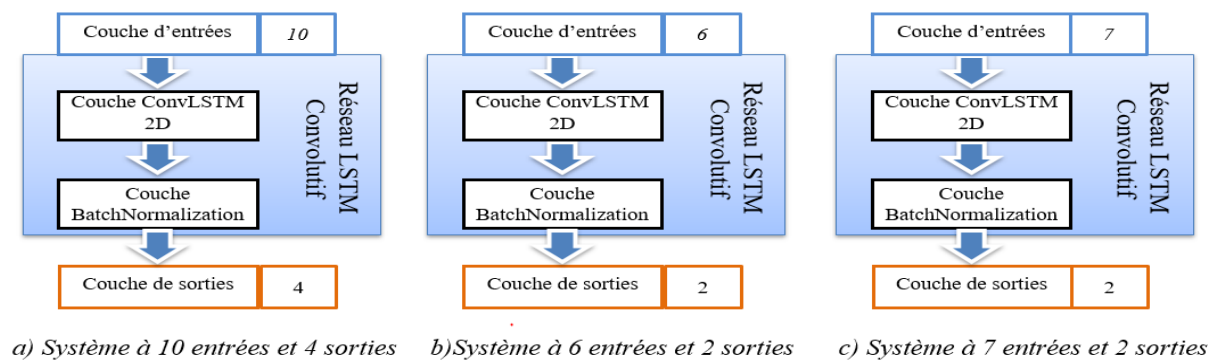 Couche d'entrées 10
Couche ConvLSTM
2D
Couche
BatchNormalization
Réseau LSTM
Convolutif
Couche de sorties 4
a) Système à 10 entrées et 4 sorties
Couche d'entrées 6
Couche ConvLSTM
2D
Couche
BatchNormalization
Réseau LSTM
Convolutif
Couche de sorties 2
b)Système à 6 entrées et 2 sorties
Couche d'entrées 7
Couche ConvLSTM
2D
Couche
BatchNormalization
Réseau LSTM
Convolutif
Couche de sorties 2
c) Système à 7 entrées et 2 sorties